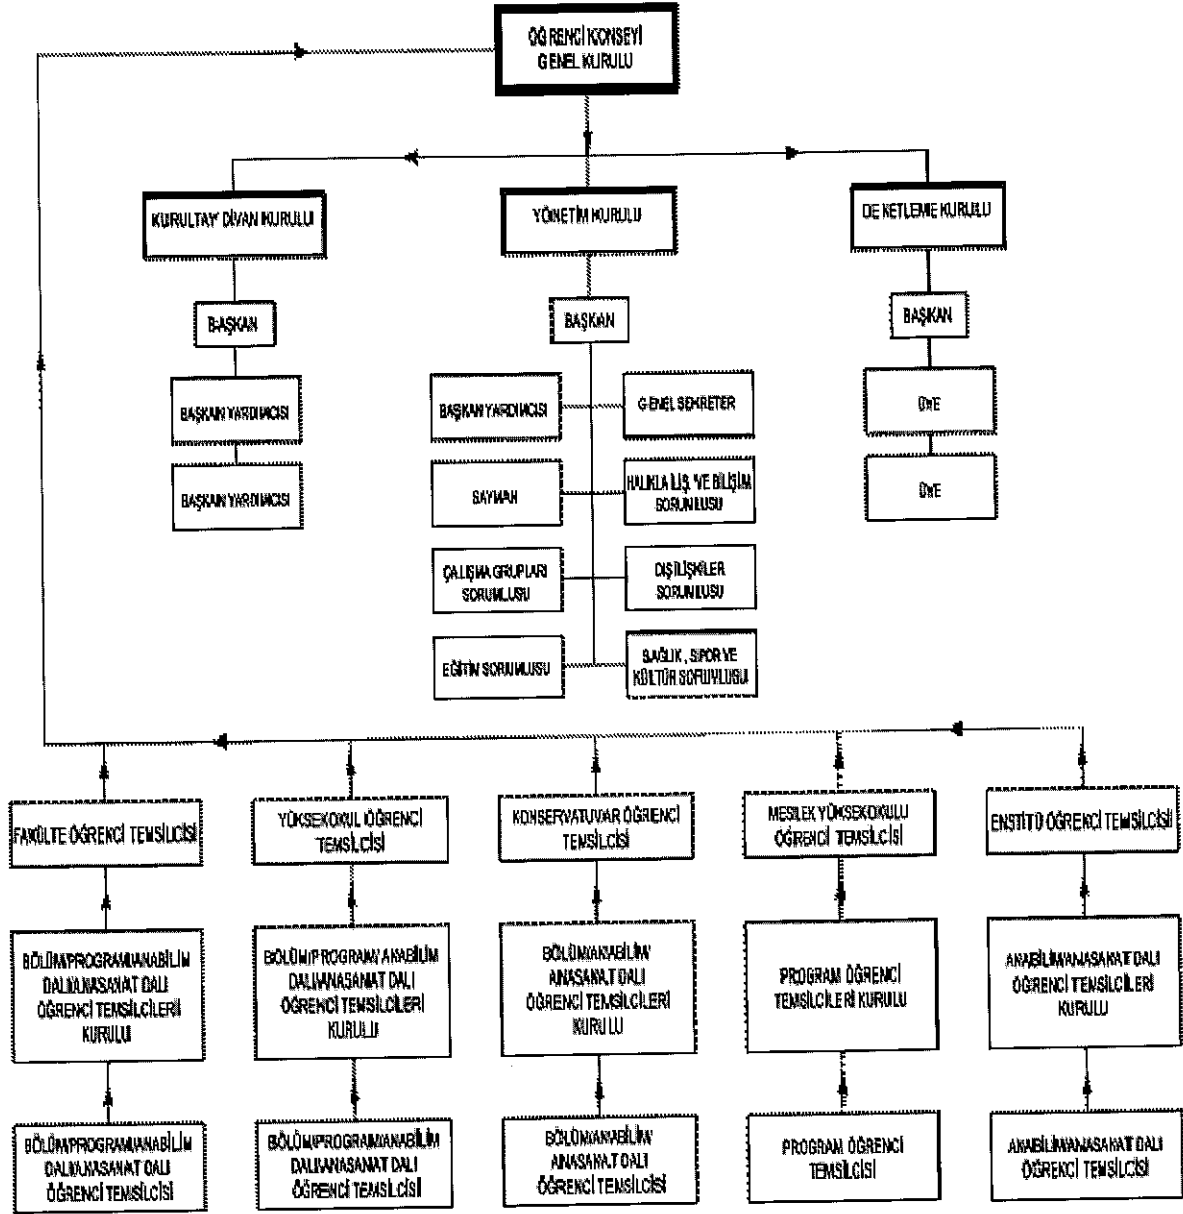 ÖĞRENCİ KONSEYİ
GENEL KURULU
KURULTAY DİVAN KURULU
YÖNETİM KURULU
DENETLEME KURULU
BAŞKAN
BAŞKAN
BAŞKAN
BAŞKAN YARDIMCISI
BAŞKAN YARDIMCISI
GENEL SEKRETER
ÜYE
BAŞKAN YARDIMCISI
SAYMAN
HALKLA İLİŞ. VE BİLİŞİM
SORUMLUSU
ÜYE
ÇALIŞMA GRUPLARI
SORUMLUSU
DIŞ İLİŞKİLER
SORUMLUSU
EĞİTİM SORUMLUSU
SAĞLIK, SPOR VE
KÜLTÜR SORUMLUSU
FAKÜLTE ÖĞRENCİ TEMSİLCİSİ
YÜKSEKOKUL ÖĞRENCİ
TEMSİLCİSİ
KONSERVATUVAR ÖĞRENCİ
TEMSİLCİSİ
MESLEK YÜKSEKOKULU
ÖĞRENCİ TEMSİLCİSİ
ENSTİTÜ ÖĞRENCİ TEMSİLCİSİ
BÖLÜM/PROGRAM/ANABİLİM
DALI/ANASANAT DALI
ÖĞRENCİ TEMSİLCİLERİ
KURULU
BÖLÜM/PROGRAM/ANABİLİM
DALI/ANASANAT DALI
ÖĞRENCİ TEMSİLCİLERİ
KURULU
BÖLÜM/ANABİLİM/
ANASANAT DALI
ÖĞRENCİ TEMSİLCİLERİ
KURULU
PROGRAM ÖĞRENCİ
TEMSİLCİLERİ KURULU
ANABİLİM/ANASANAT DALI
ÖĞRENCİ TEMSİLCİLERİ
KURULU
BÖLÜM/PROGRAM/ANABİLİM
DALI/ANASANAT DALI
ÖĞRENCİ TEMSİLCİSİ
BÖLÜM/PROGRAM/ANABİLİM
DALI/ANASANAT DALI
ÖĞRENCİ TEMSİLCİSİ
BÖLÜM/ANABİLİM/
ANASANAT DALI
ÖĞRENCİ TEMSİLCİSİ
PROGRAM ÖĞRENCİ
TEMSİLCİSİ
ANABİLİM/ANASANAT DALI
ÖĞRENCİ TEMSİLCİSİ